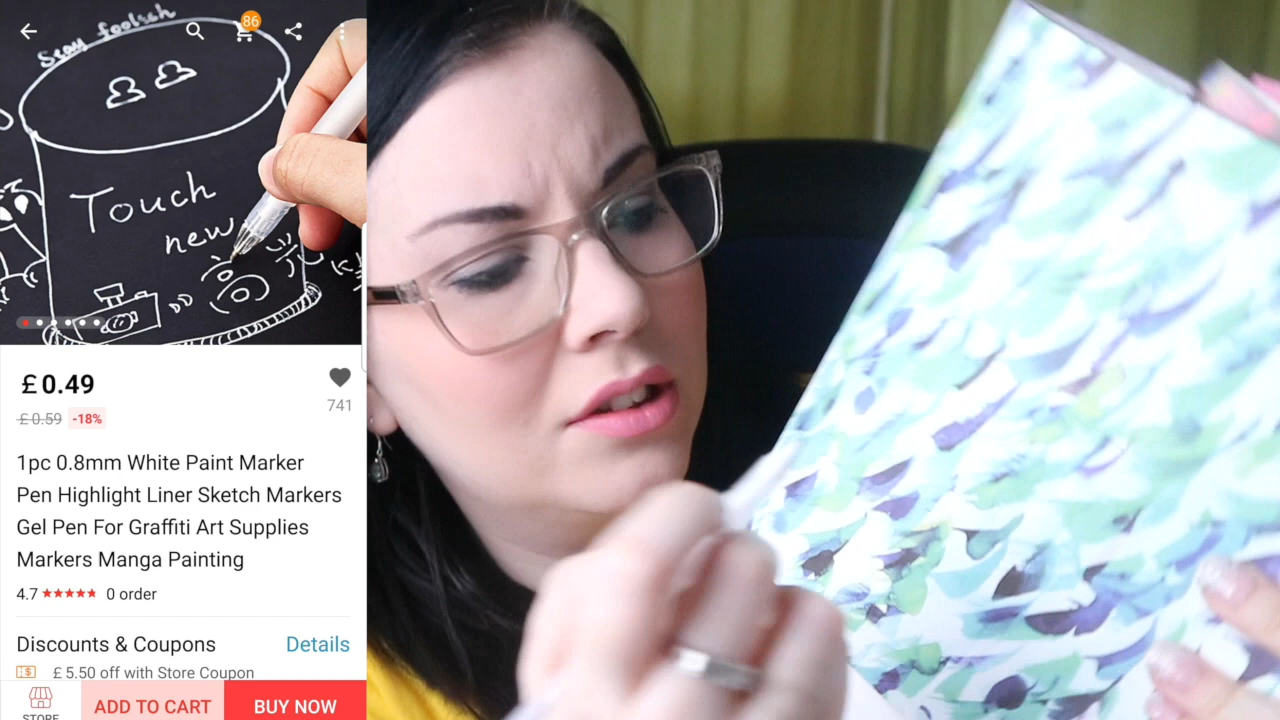 Stay foolish
86
Touch
new
£0.49
741
£0.59 -18%
1pc 0.8mm White Paint Marker
Pen Highlight Liner Sketch Markers
Gel Pen For Graffiti Art Supplies
Markers Manga Painting
4.7 0 order
Discounts & Coupons Details
$ £5.50 off with Store Coupon
STORE
ADD TO CART
BUY NOW